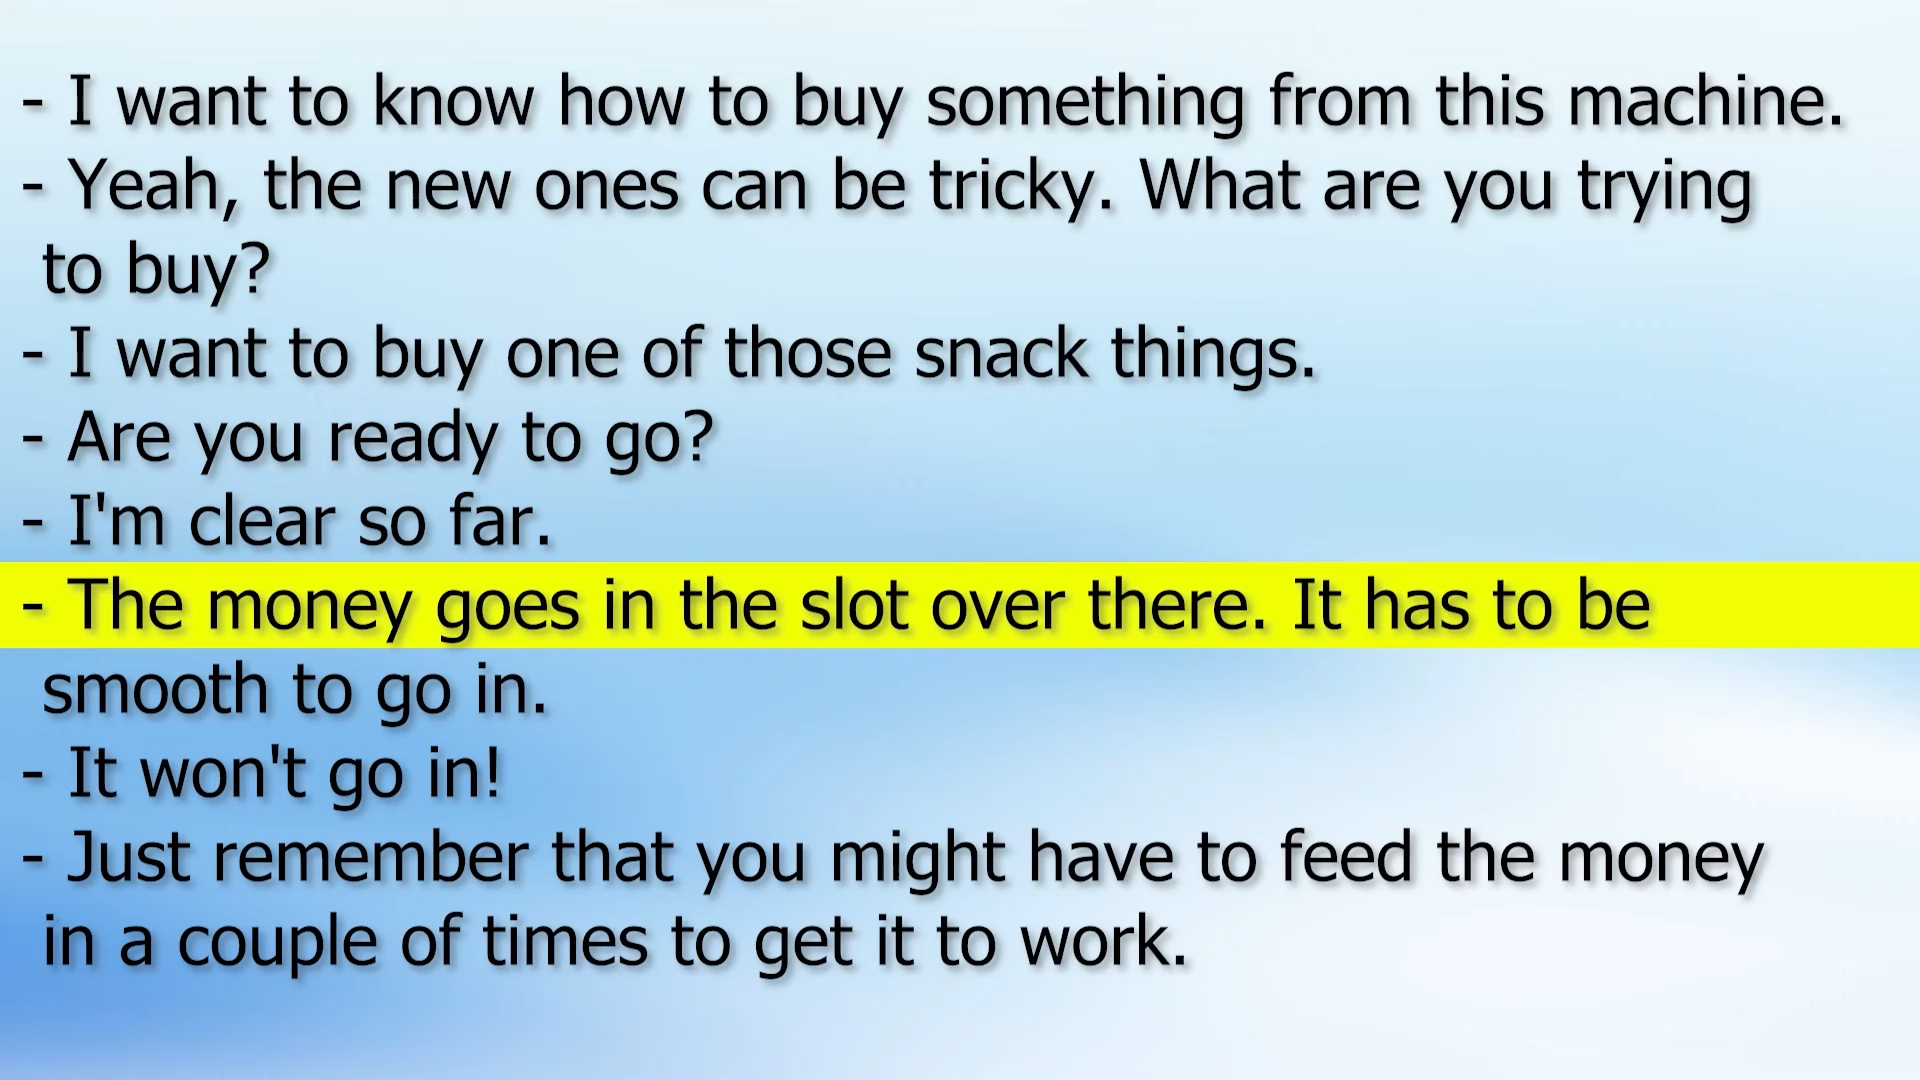 - I want to know how to buy something from this machine.
- Yeah, the new ones can be tricky. What are you trying
to buy?
- I want to buy one of those snack things.
- Are you ready to go?
- I'm clear so far.
- The money goes in the slot over there. It has to be
smooth to go in.
- It won't go in!
- Just remember that you might have to feed the money
in a couple of times to get it to work.